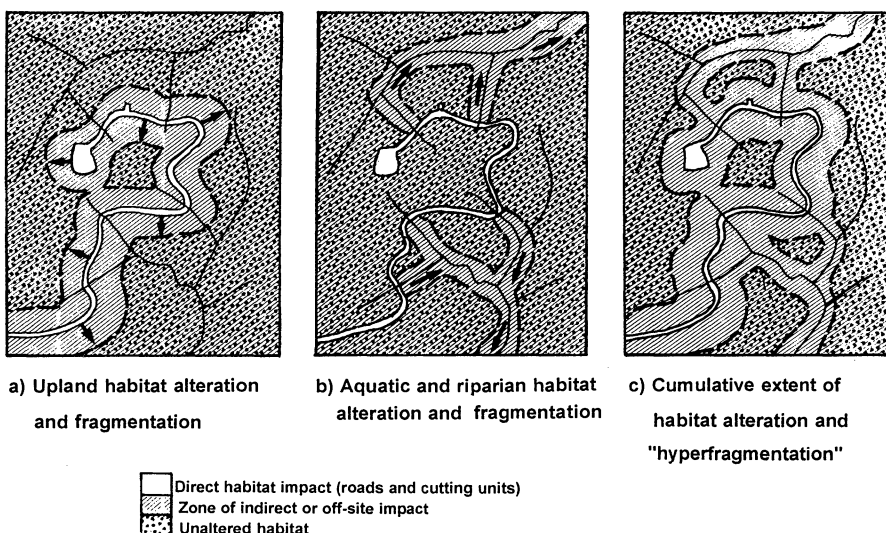 a) Upland habitat alteration
and fragmentation
b) Aquatic and riparian habitat
alteration and fragmentation
c) Cumulative extent of
habitat alteration and
"hyperfragmentation"
Direct habitat impact (roads and cutting units)
Zone of indirect or off-site impact
Unaltered habitat